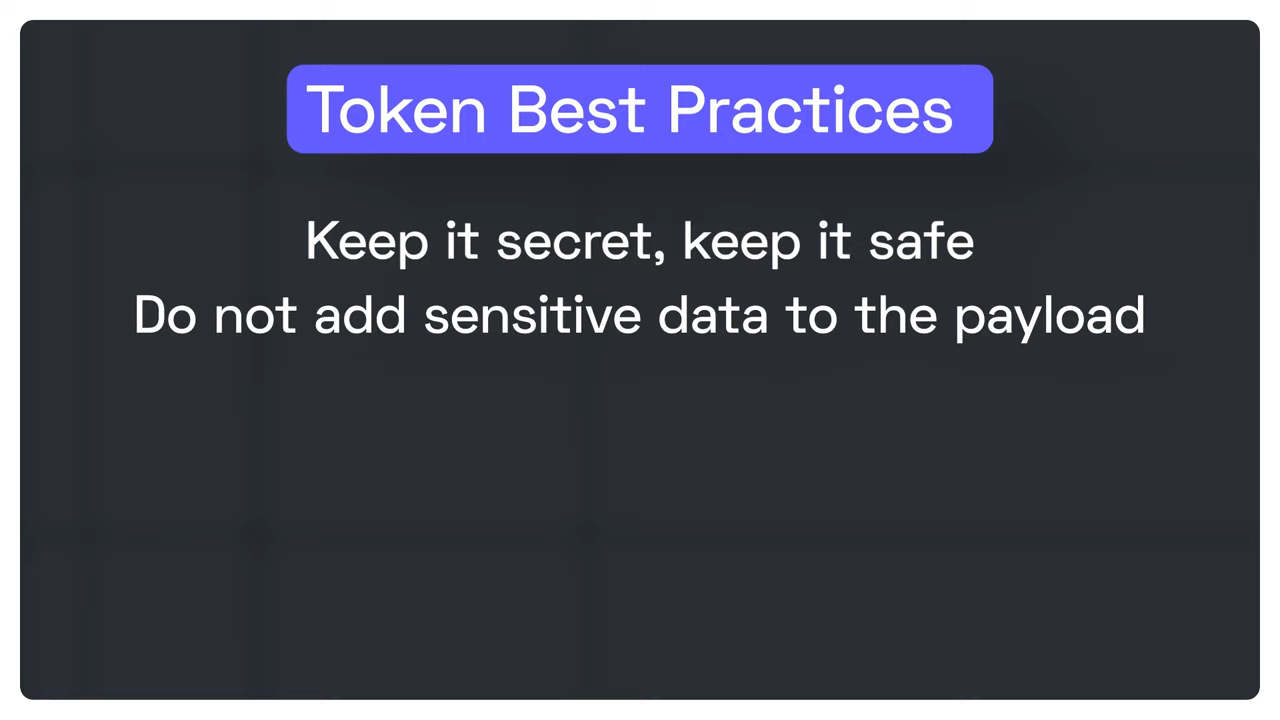 Token Best Practices
Keep it secret, keep it safe
Do not add sensitive data to the payload